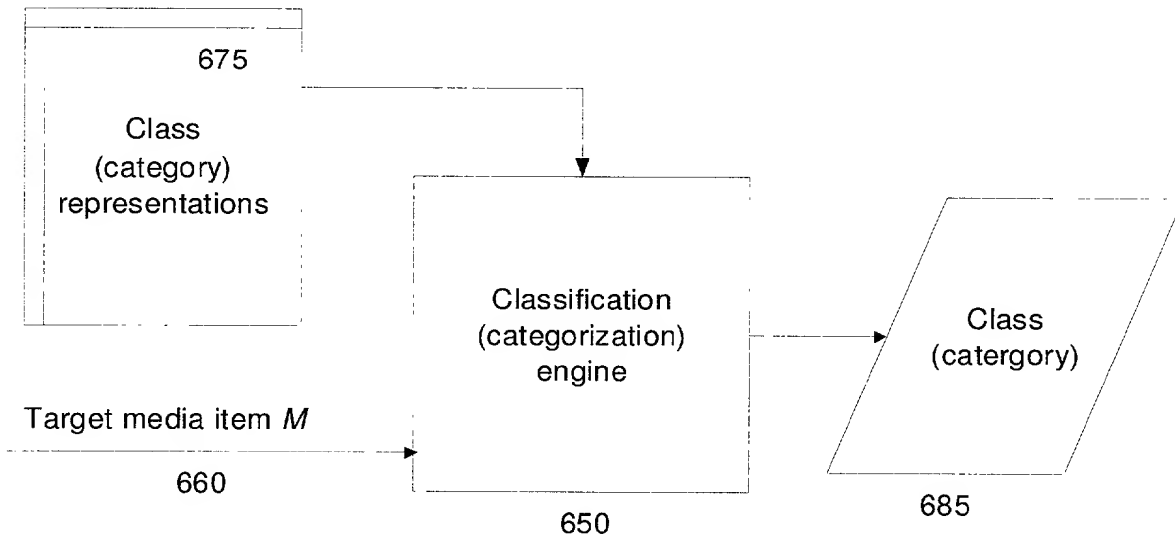 675
Class
(category)
representations
Classification
(categorization)
engine
Class
(catergory)
Target media item M
660
650
685